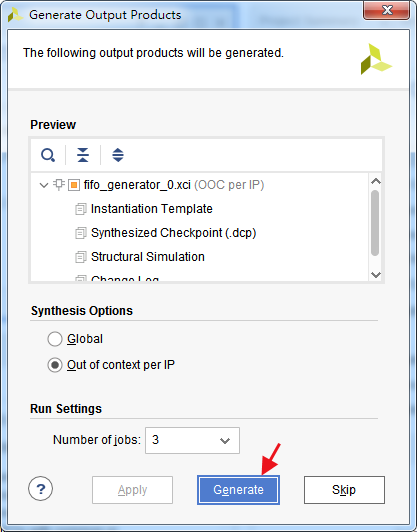 Generate Output Products
The following output products will be generated.
Preview
fifo_generator_0.xci (OOC per IP)
Instantiation Template
Synthesized Checkpoint (.dcp)
Structural Simulation
Change Log
Synthesis Options
Global
Out of context per IP
Run Settings
Number of jobs: 3
? Apply Generate Skip